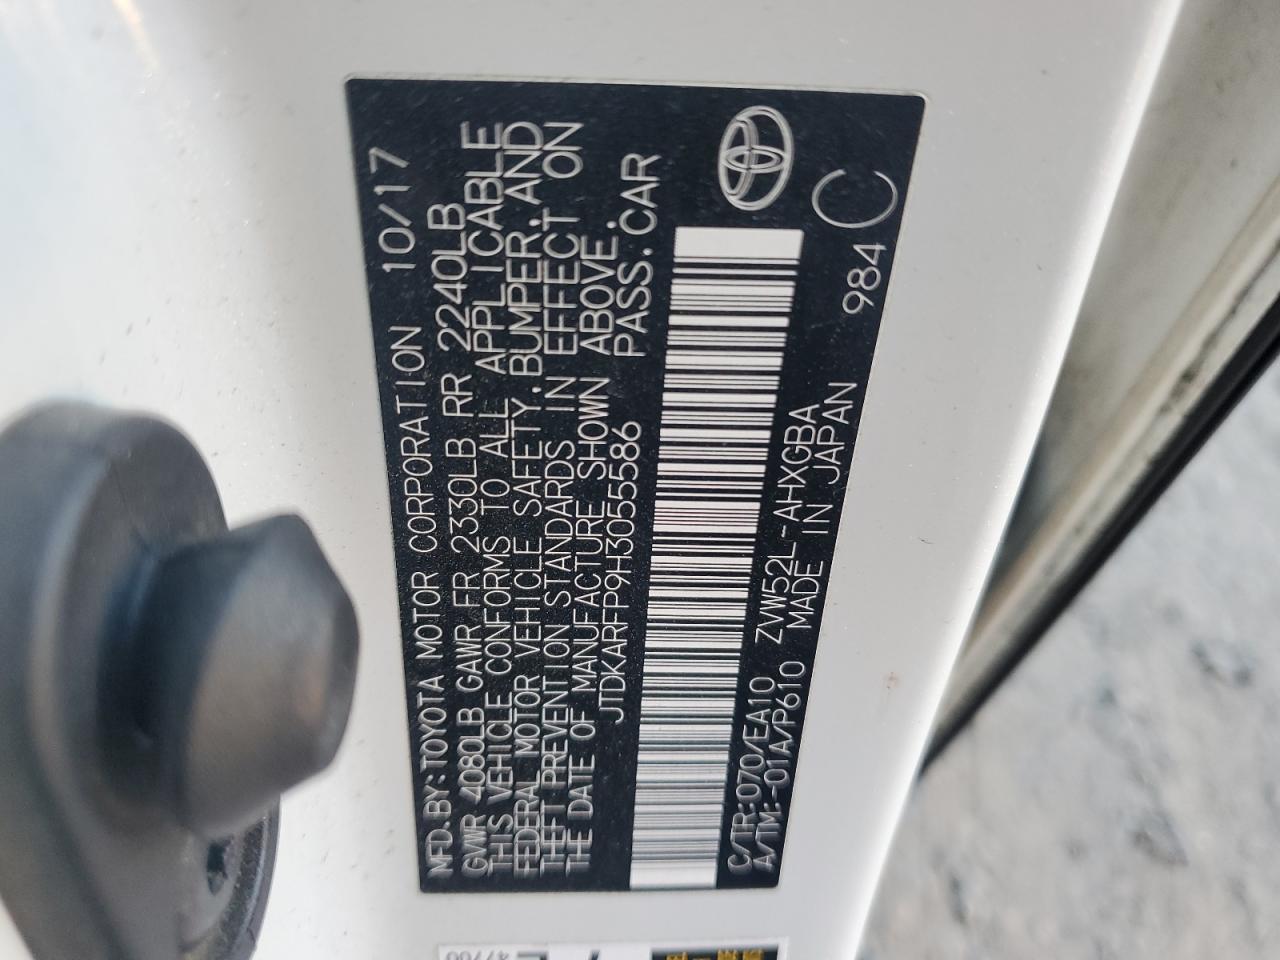 MFD.BY:TOYOTA MOTOR CORPORATION 10/17
GVWR 4080LB GAWR FR 2330LB RR 2240LB
THIS VEHICLE CONFORMS TO ALL APPLICABLE
FEDERAL MOTOR VEHICLE SAFETY,BUMPER,AND
THEFT PREVENTION STANDARDS IN EFFECT ON
THE DATE OF MANUFACTURE SHOWN ABOVE.
JTDKARFP9H3055586 PASS.CAR
C/TR:070/EA10 ZVW52L-AHXGBA
A/TM:-01A/P610 MADE IN JAPAN
984 C
47700